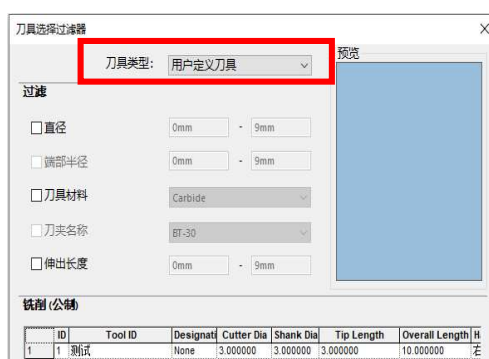 刀具选择过滤器
刀具类型: 用户定义刀具
预览
过滤
直径 0mm - 9mm
端部半径 0mm - 9mm
刀具材料 Carbide
刀夹名称 BT-30
伸出长度 0mm - 9mm
铣削 (公制)
ID Tool ID Designati Cutter Dia Shank Dia Tip Length Overall Length
1 1 测试 None 3.000000 3.000000 3.000000 10.000000